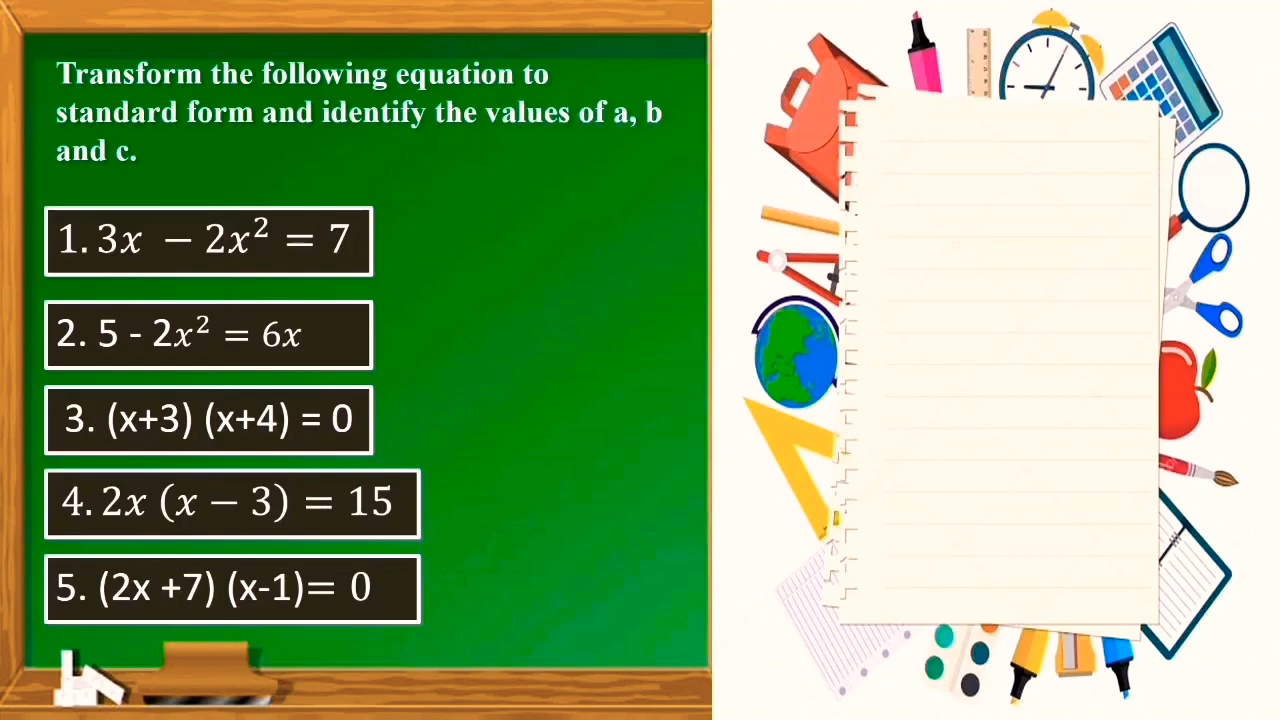 Transform the following equation to
standard form and identify the values of a, b
and c.
1. 3x − 2x² = 7
2. 5 - 2x² = 6x
3. (x+3) (x+4) = 0
4. 2x (x − 3) = 15
5. (2x +7) (x-1)= 0